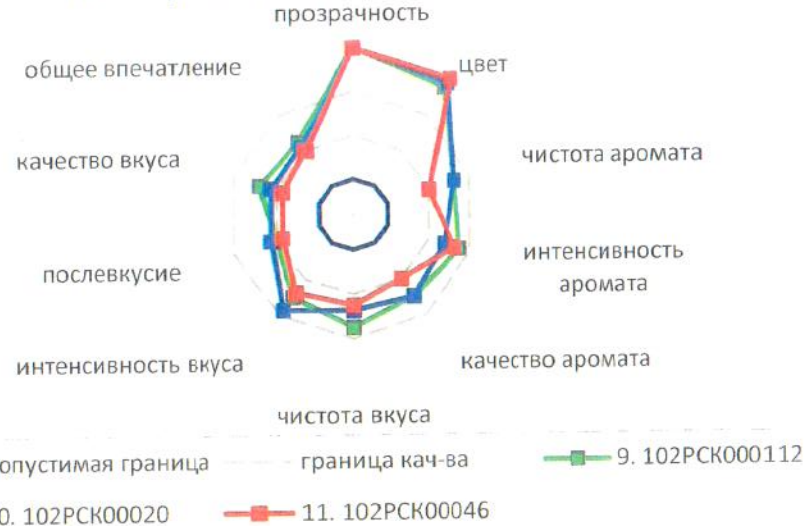 прозрачность
общее впечатление
цвет
качество вкуса
чистота аромата
послевкусие
интенсивность
аромата
интенсивность вкуса
качество аромата
чистота вкуса
опустимая граница
граница кач-ва
9. 102РСК000112
0. 102РСК00020
11. 102РСК00046